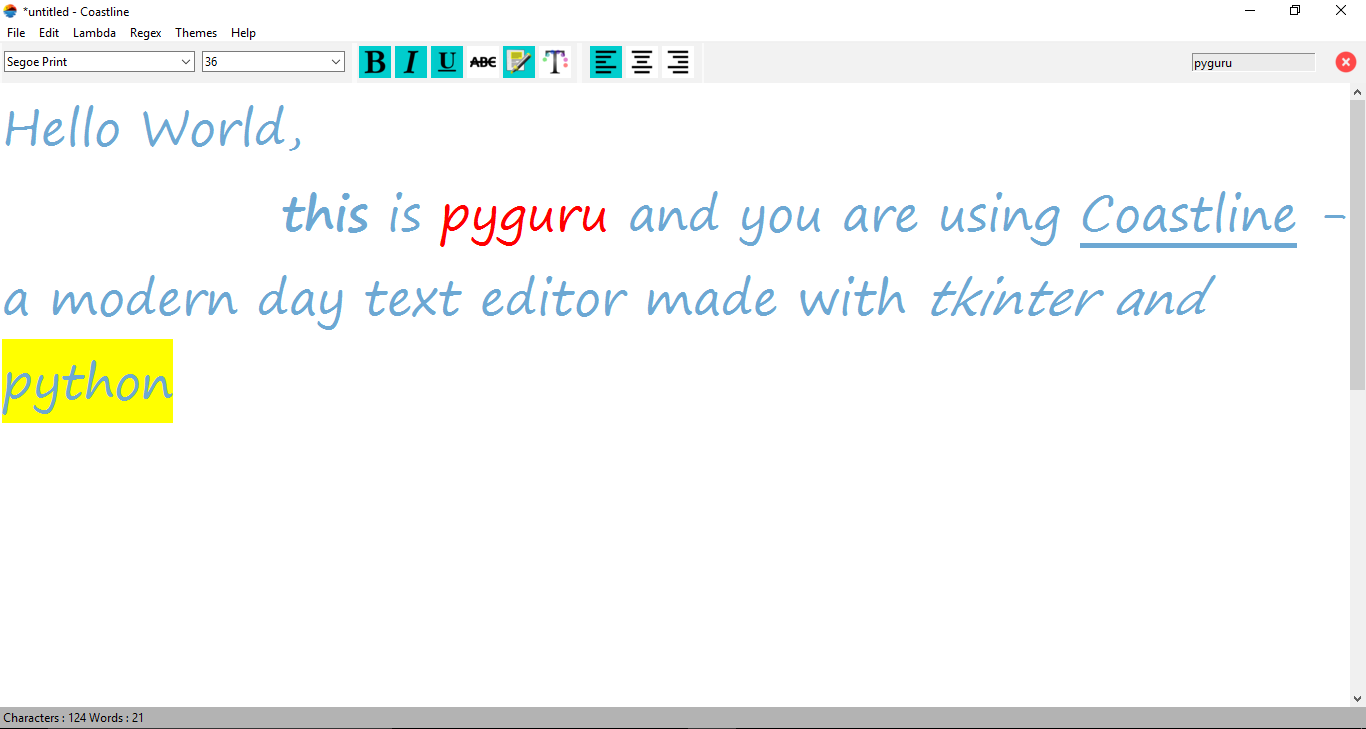 *untitled - Coastline
File Edit Lambda Regex Themes Help
Segoe Print 36 B I U ABC T pyguru
Hello World,
this is pyguru and you are using Coastline -
a modern day text editor made with tkinter and
python
Characters : 124 Words : 21